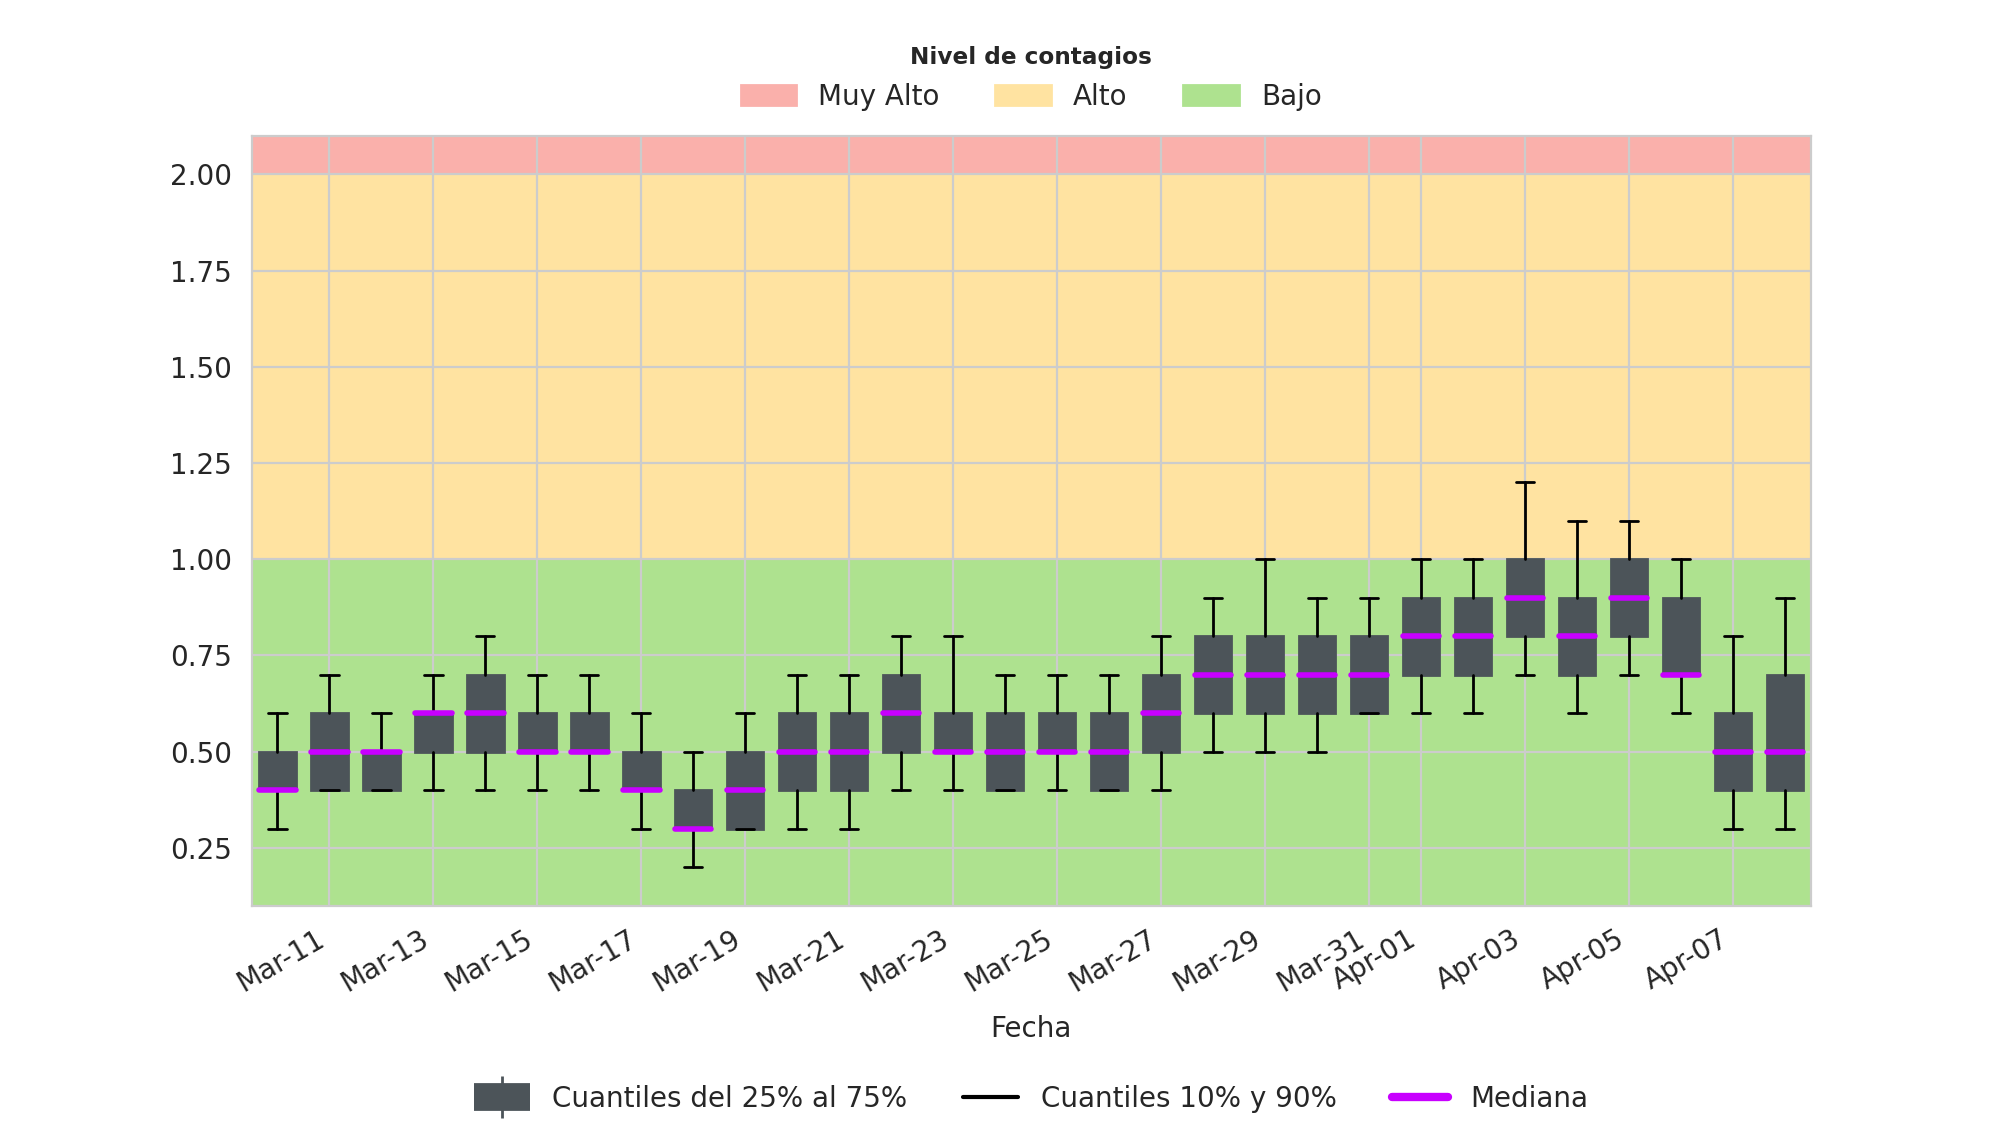 Nivel de contagios
Muy Alto Alto Bajo
2.00
1.75
1.50
1.25
1.00
0.75
0.50
0.25
Mar-11 Mar-13 Mar-15 Mar-17 Mar-19 Mar-21 Mar-23 Mar-25 Mar-27 Mar-29 Mar-31 Apr-01 Apr-03 Apr-05 Apr-07
Fecha
Cuantiles del 25% al 75% Cuantiles 10% y 90% Mediana